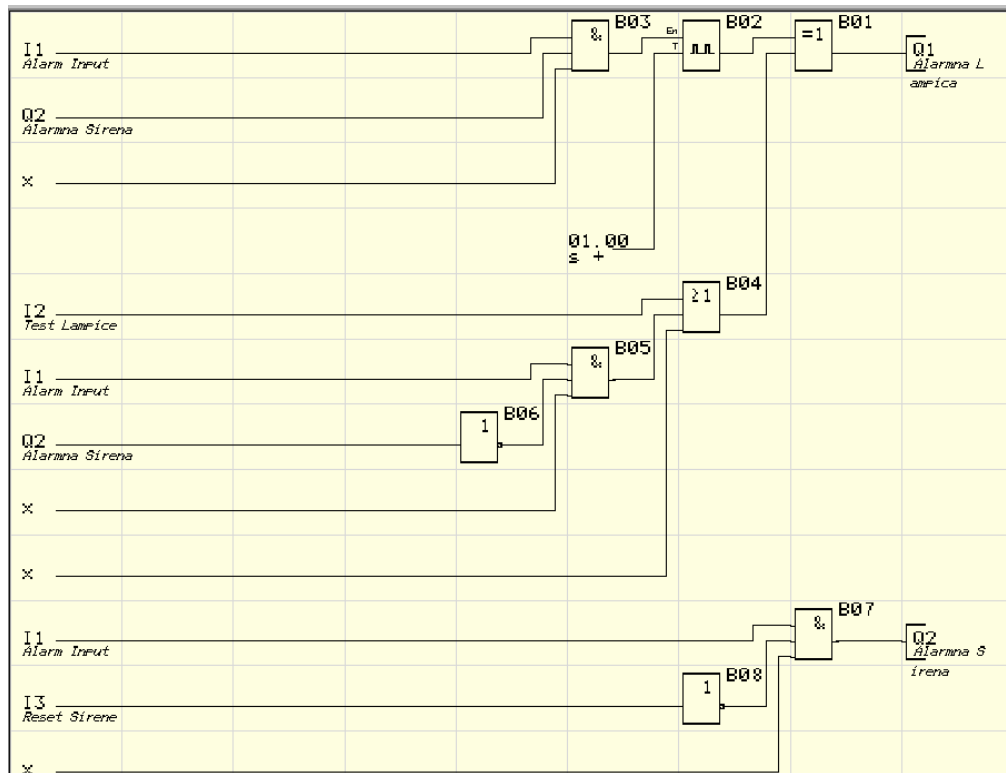 B03 B02 B01
& En T =1
I1 Q1
Alarm Input Alarmna L
ampica
Q2
Alarmna Sirena
x
01.00
s +
B04
I2 ≥1
Test Lampice
B05
&
I1
Alarm Input
B06
1
Q2
Alarmna Sirena
x
x
B07
&
I1 Q2
Alarm Input Alarmna S
irena
B08
I3 1
Reset Sirene
x